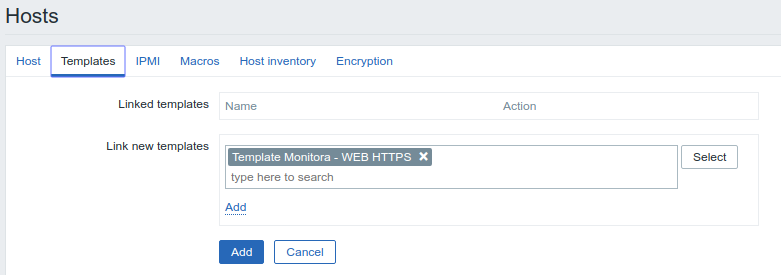 Hosts
Host Templates IPMI Macros Host inventory Encryption
Linked templates Name Action
Link new templates
Template Monitora - WEB HTTPS ✖ Select
type here to search
Add
Add Cancel